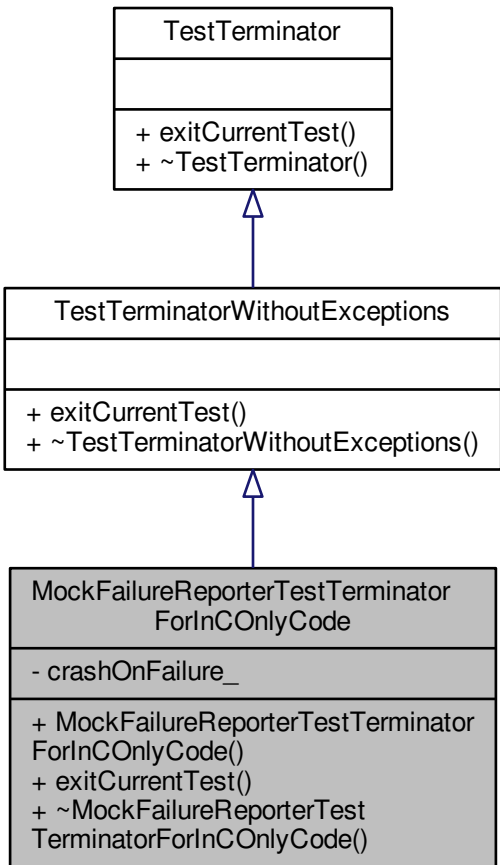 TestTerminator
+ exitCurrentTest()
+ ~TestTerminator()
TestTerminatorWithoutExceptions
+ exitCurrentTest()
+ ~TestTerminatorWithoutExceptions()
MockFailureReporterTestTerminator
ForInCOnlyCode
- crashOnFailure_
+ MockFailureReporterTestTerminator
ForInCOnlyCode()
+ exitCurrentTest()
+ ~MockFailureReporterTest
TerminatorForInCOnlyCode()